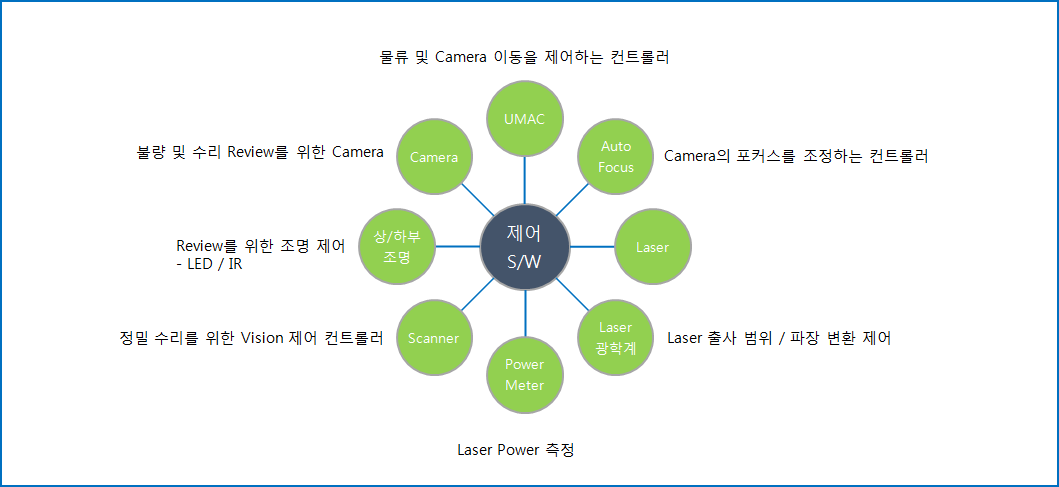 물류 및 Camera 이동을 제어하는 컨트롤러
UMAC
불량 및 수리 Review를 위한 Camera
Camera
Auto
Focus
Camera의 포커스를 조정하는 컨트롤러
Review를 위한 조명 제어
- LED / IR
상/하부
조명
제어
S/W
Laser
정밀 수리를 위한 Vision 제어 컨트롤러
Scanner
Laser
광학계
Laser 출사 범위 / 파장 변환 제어
Power
Meter
Laser Power 측정